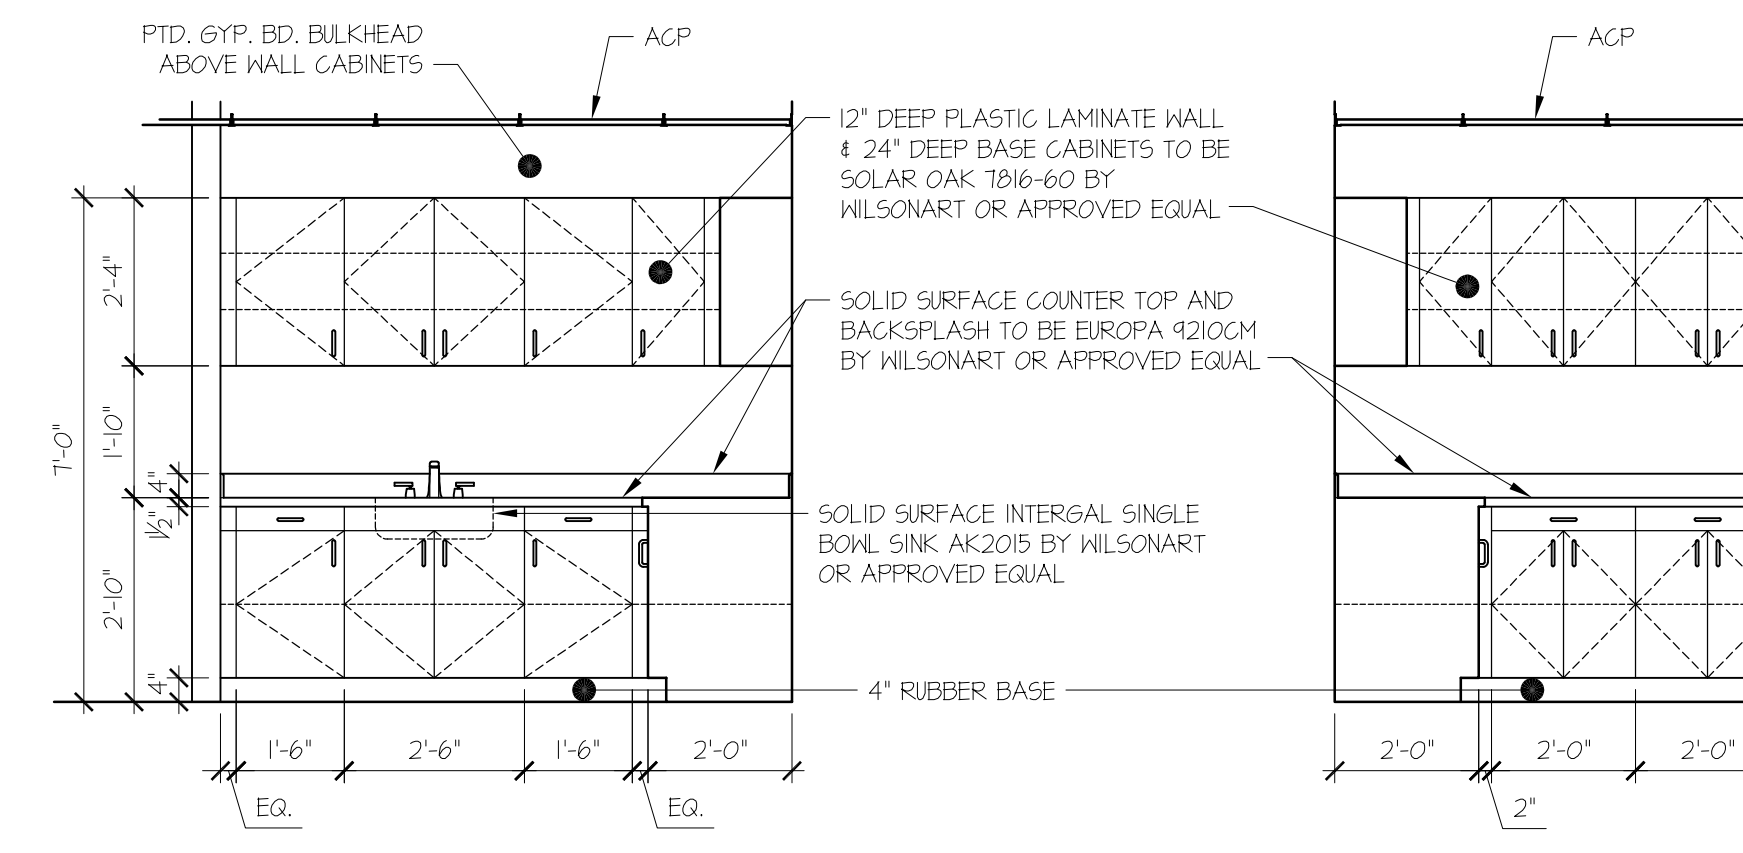 PTD. GYP. BD. BULKHEAD
ABOVE WALL CABINETS
ACP
ACP
12" DEEP PLASTIC LAMINATE WALL
& 24" DEEP BASE CABINETS TO BE
SOLAR OAK 7816-60 BY
WILSONART OR APPROVED EQUAL
SOLID SURFACE COUNTER TOP AND
BACKSPLASH TO BE EUROPA 9210CM
BY WILSONART OR APPROVED EQUAL
SOLID SURFACE INTERGAL SINGLE
BOWL SINK AK2015 BY WILSONART
OR APPROVED EQUAL
4" RUBBER BASE
7'-0"
2'-4"
1'-10"
2'-10"
4"
1/2"
4"
1'-6"
2'-6"
1'-6"
2'-0"
EQ.
EQ.
2'-0"
2'-0"
2'-0"
2"